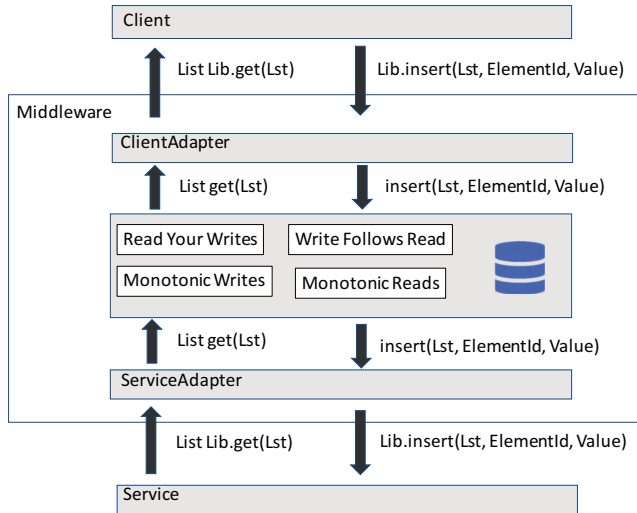 Client
List Lib.get(Lst)
Lib.insert(Lst, ElementId, Value)
Middleware
ClientAdapter
List get(Lst)
insert(Lst, ElementId, Value)
Read Your Writes
Write Follows Read
Monotonic Writes
Monotonic Reads
List get(Lst)
insert(Lst, ElementId, Value)
ServiceAdapter
List Lib.get(Lst)
Lib.insert(Lst, ElementId, Value)
Service